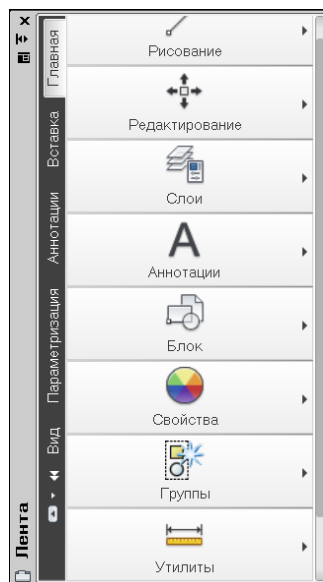 Лента
Главная
Вставка
Аннотации
Параметризация
Вид
Рисование
Редактирование
Слои
А
Аннотации
Блок
Свойства
Группы
Утилиты